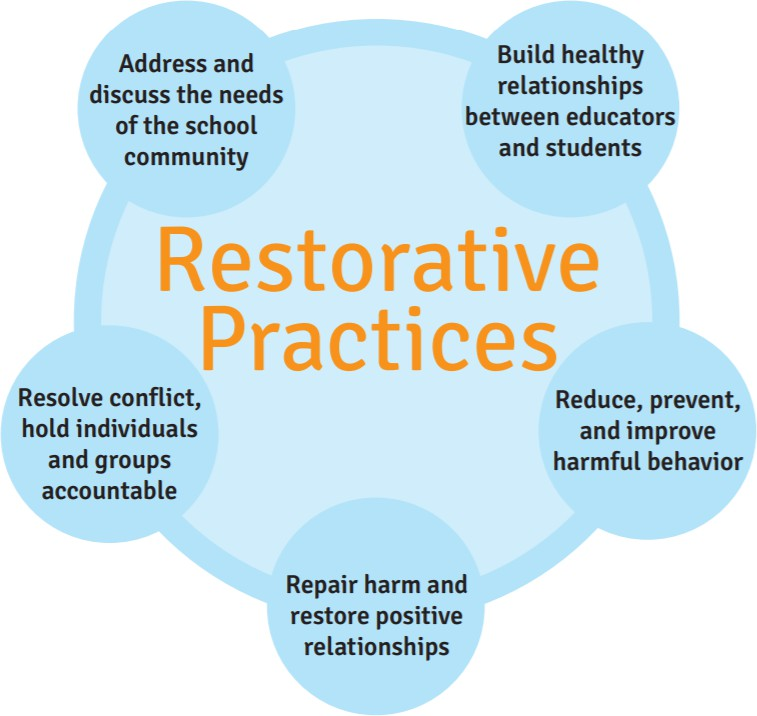 Address and
discuss the needs
of the school
community
Build healthy
relationships
between educators
and students
Restorative
Practices
Resolve conflict,
hold individuals
and groups
accountable
Reduce, prevent,
and improve
harmful behavior
Repair harm and
restore positive
relationships